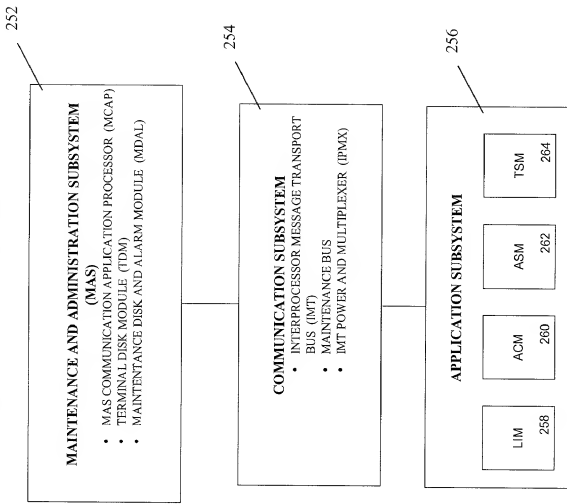 252
MAINTENANCE AND ADMINISTRATION SUBSYSTEM
(MAS)
• MAS COMMUNICATION APPLICATION PROCESSOR (MCAP)
• TERMINAL DISK MODULE (TDM)
• MAINTENTANCE DISK AND ALARM MODULE (MDAL)
254
COMMUNICATION SUBSYSTEM
• INTERPROCESSOR MESSAGE TRANSPORT
BUS (IMT)
• MAINTENANCE BUS
• IMT POWER AND MULTIPLEXER (IPMX)
256
APPLICATION SUBSYSTEM
LIM
258
ACM
260
ASM
262
TSM
264